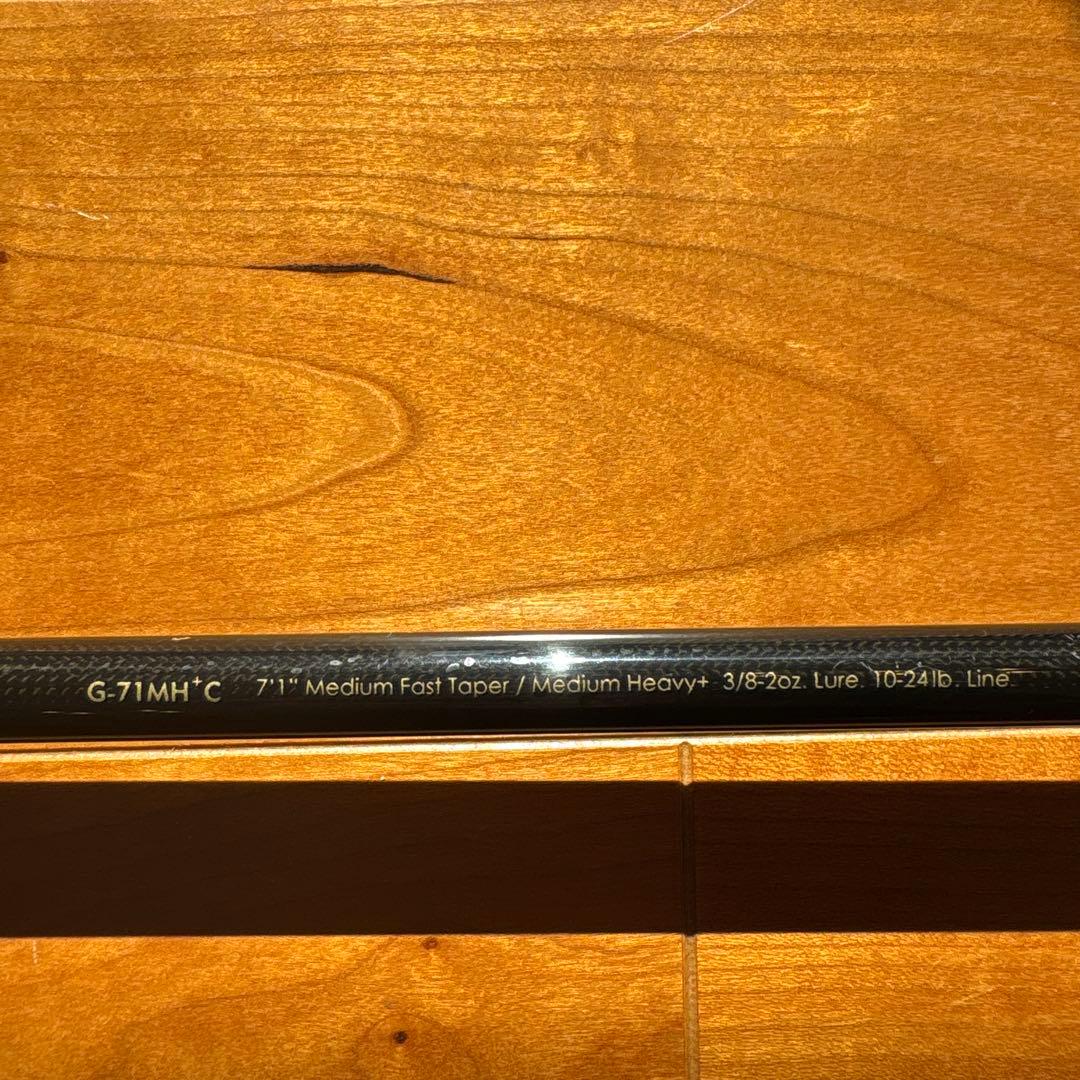 G-71MH⁺C 7'1" Medium Fast Taper / Medium Heavy+ 3/8-2oz. Lure. 10-24lb. Line.